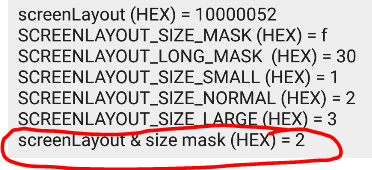 screenLayout (HEX) = 10000052
SCREENLAYOUT_SIZE_MASK (HEX) = f
SCREENLAYOUT_LONG_MASK (HEX) = 30
SCREENLAYOUT_SIZE_SMALL (HEX) = 1
SCREENLAYOUT_SIZE_NORMAL (HEX) = 2
SCREENLAYOUT_SIZE_LARGE (HEX) = 3
screenLayout & size mask (HEX) = 2